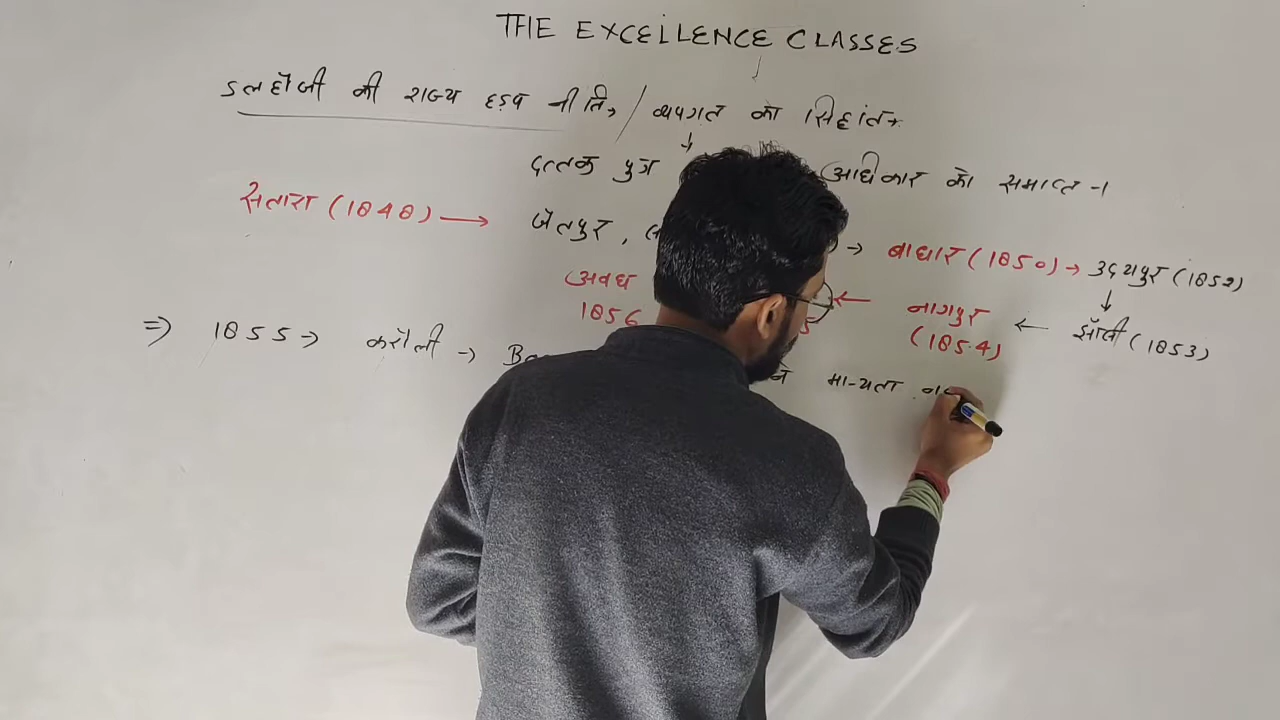 THE EXCELLENCE CLASSES
डलहौजी की राज्य हड़प नीति → / व्यपगत का सिद्धांत →
दत्तक पुत्र अधिकार को समाप्त -।
सतारा (1848) → जैतपुर, → बाघार (1850) → उदयपुर (1852)
अवध 1856 ← नागपुर (1854) ← झाँसी (1853)
⇒ 1855 → करौली → मान्यता